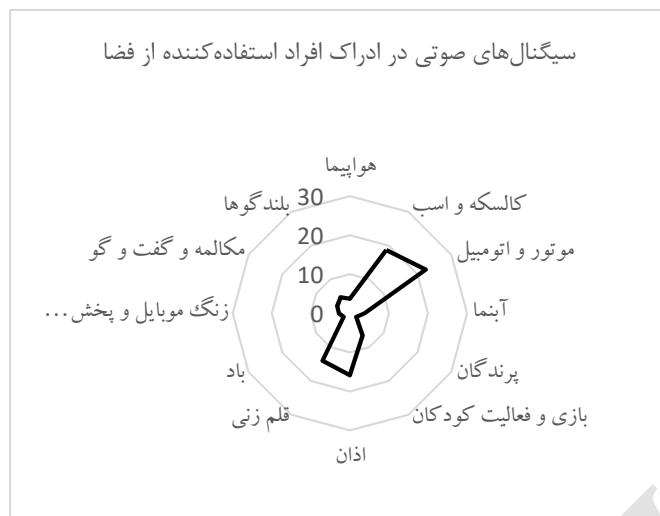 سیگنال‌های صوتی در ادراک افراد استفاده‌کننده از فضا
هواپیما
کالسکه و اسب
موتور و اتومبیل
آبنما
پرندگان
بازی و فعالیت کودکان
اذان
قلم زنی
باد
زنگ موبایل و پخش...
مکالمه و گفت و گو
بلندگوها
30
20
10
0